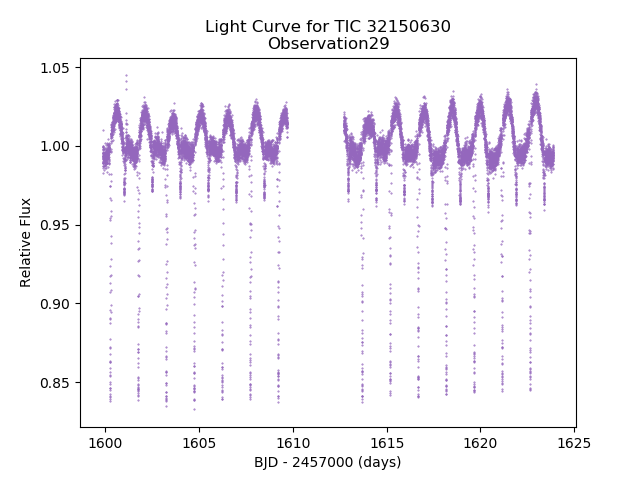 Light Curve for TIC 32150630
Observation29
1.05
1.00
0.95
0.90
0.85
Relative Flux
1600
1605
1610
1615
1620
1625
BJD - 2457000 (days)